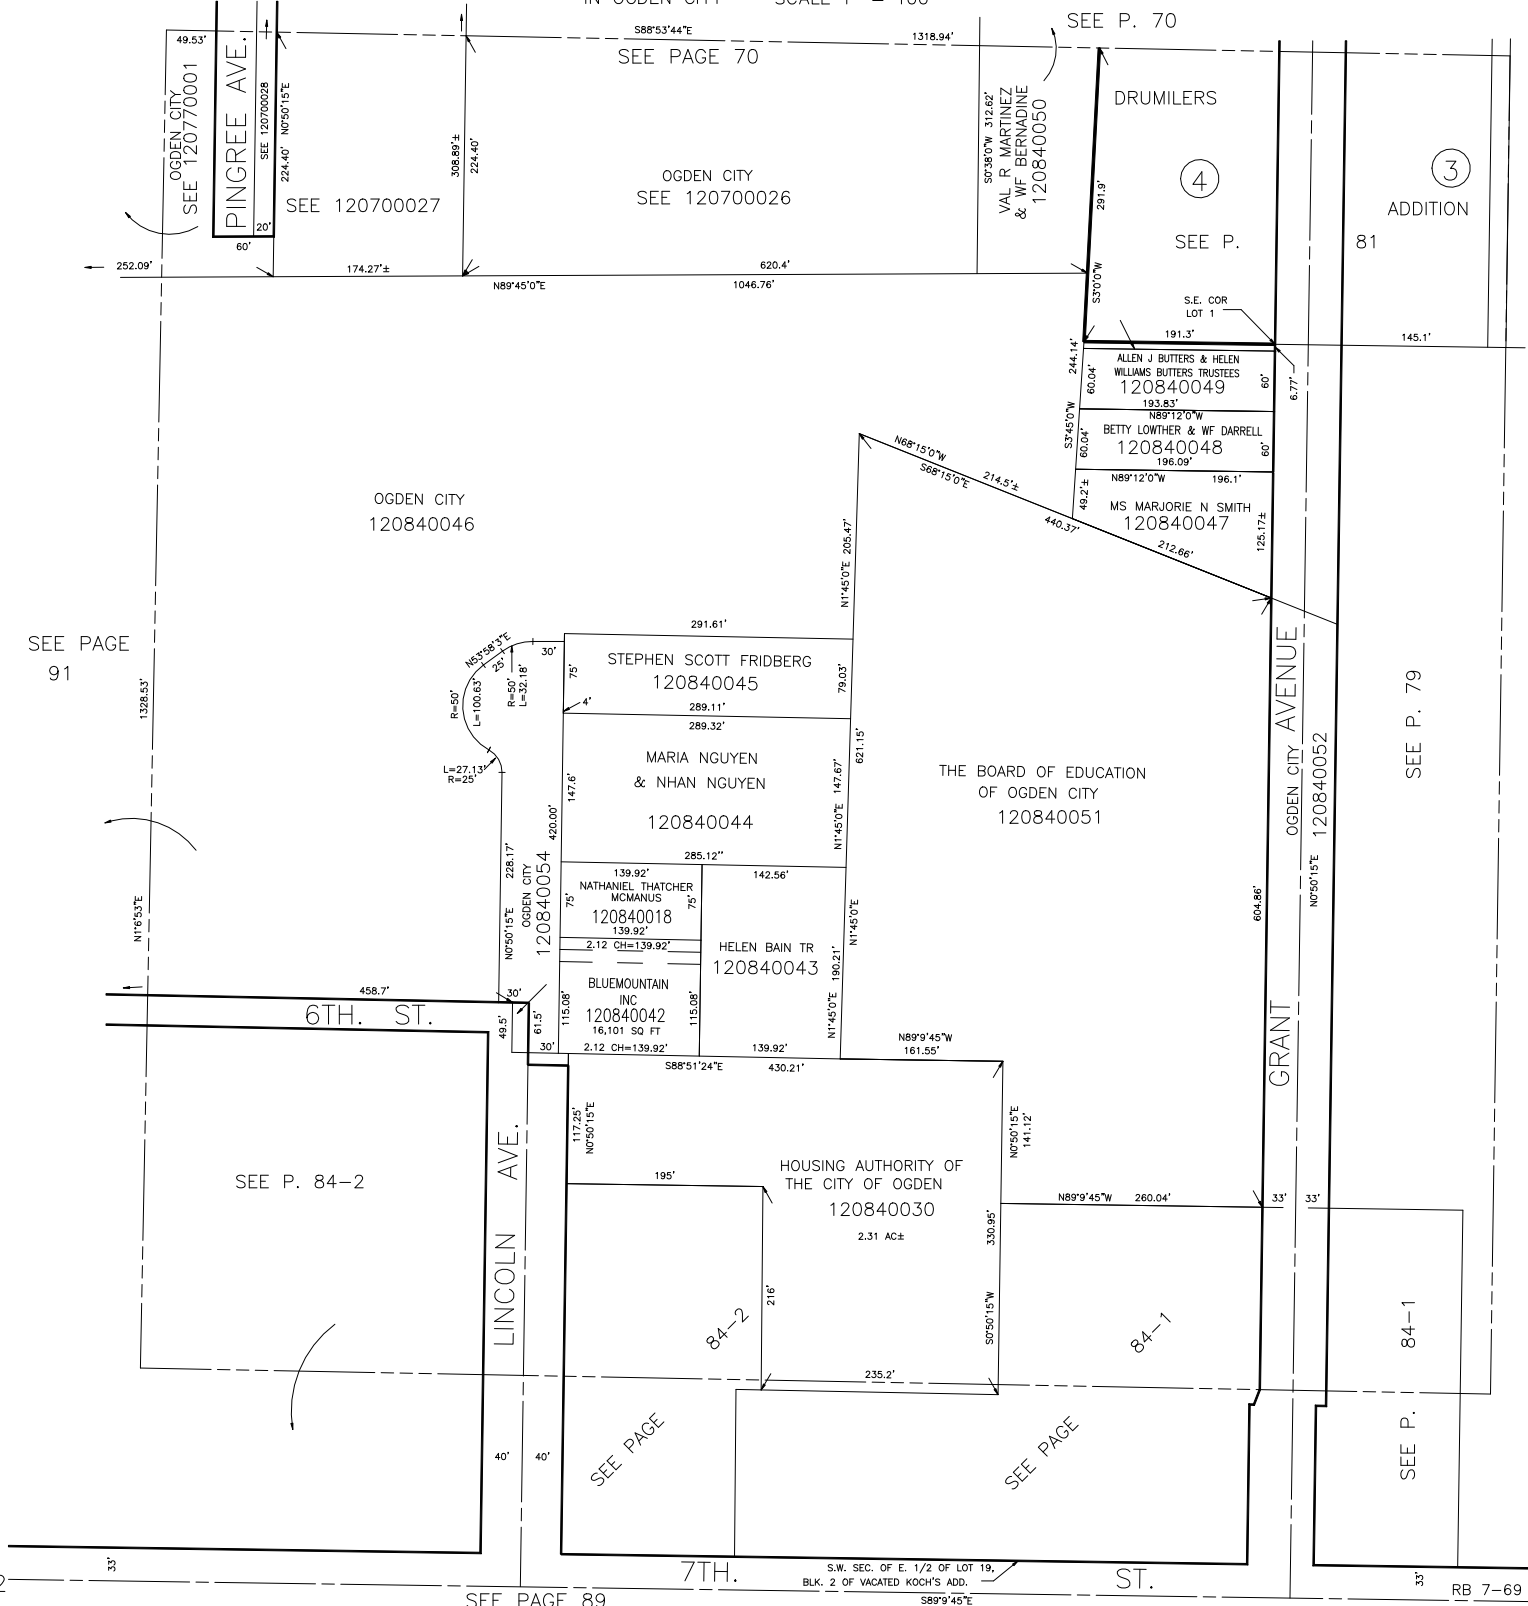 IN OGDEN CITY SCALE 1" = 100'
SEE P. 70
S88°53'44"E
1318.94'
49.53'
SEE PAGE 70
PINGREE AVE.
OGDEN CITY
SEE 120770001
SEE 120700028
224.40' N0°50'15"E
308.89'±
224.40'
S0°38'0"W 312.62'
VAL R MARTINEZ
& WF BERNADINE
120840050
DRUMILERS
4
3
ADDITION
291.9'
OGDEN CITY
SEE 120700026
SEE 120700027
20'
60'
SEE P.
81
252.09'
174.27'±
620.4'
N89°45'0"E
1046.76'
S3°0'0"W
S.E. COR
LOT 1
191.3'
145.1'
244.14'
ALLEN J BUTTERS & HELEN
WILLIAMS BUTTERS TRUSTEES
120840049
60.04'
60'
6.77'
193.83'
N89°12'0"W
S3°45'0"W
BETTY LOWTHER & WF DARRELL
120840048
60.04'
60'
196.09'
N89°12'0"W
196.1'
49.2'±
MS MARJORIE N SMITH
120840047
125.17±
N68°15'0"W
S68°15'0"E
214.5'±
440.37'
212.66'
OGDEN CITY
120840046
N1°45'0"E 205.47'
SEE PAGE
91
1328.53'
291.61'
N53°58'3"E
25'
30'
R=50'
L=32.18'
R=50'
L=100.63'
75'
STEPHEN SCOTT FRIDBERG
120840045
79.03'
4'
289.11'
289.32'
MARIA NGUYEN
& NHAN NGUYEN
120840044
147.6'
N1°45'0"E 147.67'
621.15'
L=27.13'
R=25'
THE BOARD OF EDUCATION
OF OGDEN CITY
120840051
AVENUE
OGDEN CITY
120840052
SEE P. 79
420.00'
228.17'
N0°50'15"E
OGDEN CITY
120840054
285.12''
139.92'
142.56'
NATHANIEL THATCHER
MCMANUS
120840018
75'
75'
139.92'
2.12 CH=139.92'
N1°45'0"E
604.86'
N0°50'15"E
N1°6'53"E
HELEN BAIN TR
120840043
N1°45'0"E 190.21'
BLUEMOUNTAIN
INC
120840042
16,101 SQ FT
115.08'
115.08'
2.12 CH=139.92'
139.92'
458.7'
30'
6TH. ST.
49.5'
61.5'
30'
N89°9'45"W
161.55'
S88°51'24"E
430.21'
GRANT
117.25'
N0°50'15"E
N0°50'15"E
141.12'
LINCOLN AVE.
SEE P. 84-2
195'
HOUSING AUTHORITY OF
THE CITY OF OGDEN
120840030
2.31 AC±
N89°9'45"W
260.04'
33'
33'
330.95'
S0°50'15"W
216'
84-2
84-1
84-1
SEE P.
235.2'
SEE PAGE
SEE PAGE
40'
40'
33'
7TH.
ST.
S.W. SEC. OF E. 1/2 OF LOT 19,
BLK. 2 OF VACATED KOCH'S ADD.
33'
RB 7-69
SEE PAGE 89
S89°9'45"E